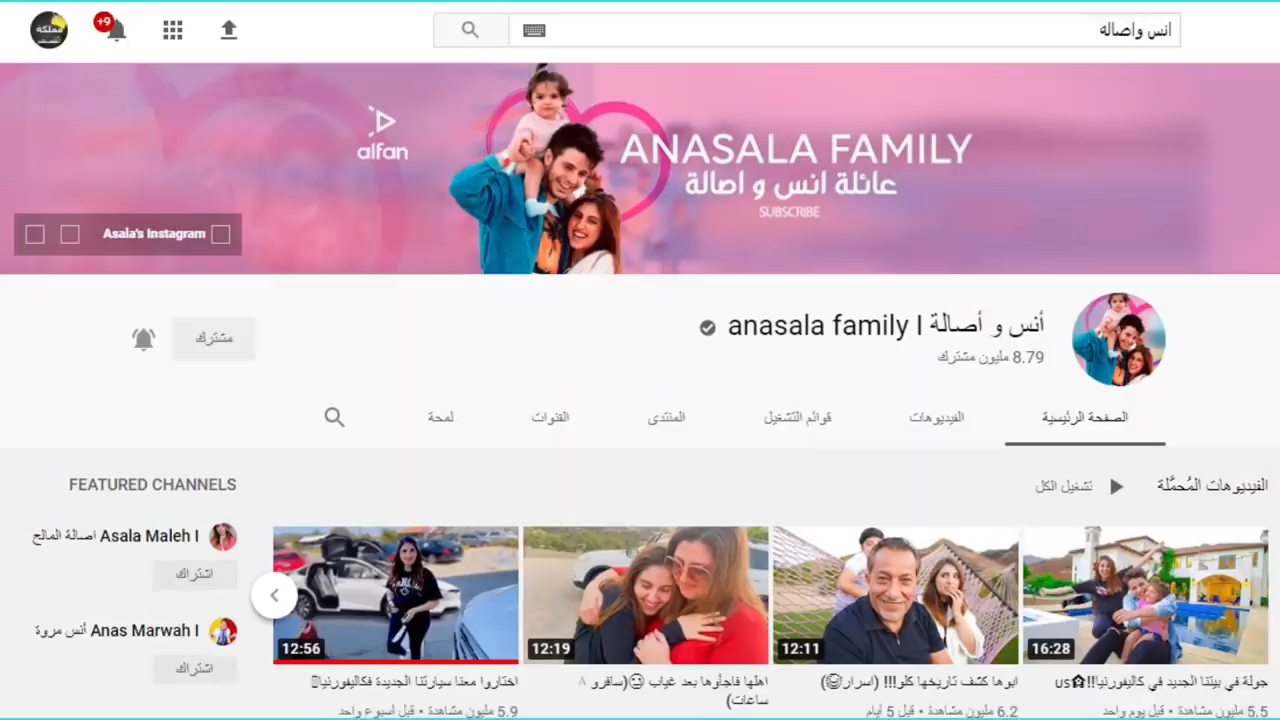 انس واصاله
+9
مملكة
alfan
ANASALA FAMILY
عائلة انس و اصالة
SUBSCRIBE
Asala's Instagram
أنس و أصالة | anasala family
8.79 مليون مشترك
مشترك
الصفحة الرئيسية
الفيديوهات
قوائم التشغيل
المنتدى
القنوات
لمحة
الفيديوهات المُحمَّلة
تشغيل الكل
FEATURED CHANNELS
Asala Maleh | اصالة المالح
اشترك
Anas Marwah | أنس مروة
اشترك
16:28
12:11
12:19
12:56
جولة في بيتنا الجديد في كاليفورنيا!!🏠us
5.5 مليون مشاهدة • قبل يوم واحد
ابوها كشف تاريخها كلو!!! (اسرار😂)
6.2 مليون مشاهدة • قبل 5 أيام
اهلها فاجأوها بعد غياب 😢(سافرو ٨
ساعات)
اختاروا معنا سيارتنا الجديدة فكاليفورنيا
5.9 مليون مشاهدة • قبل أسبوع واحد